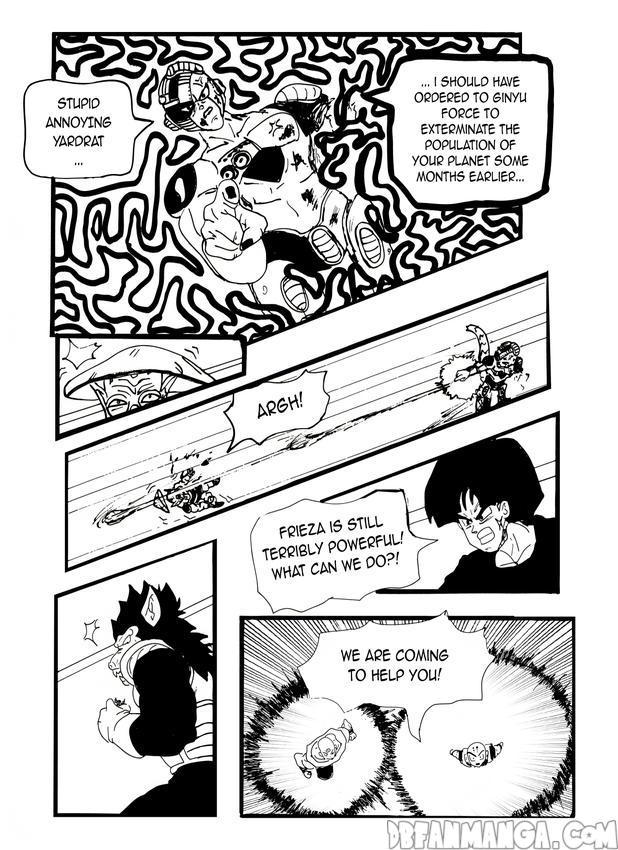 STUPID
ANNOYING
YARDRAT
...
... I SHOULD HAVE
ORDERED TO GINYU
FORCE TO
EXTERMINATE THE
POPULATION OF
YOUR PLANET SOME
MONTHS EARLIER...
ARGH!
FRIEZA IS STILL
TERRIBLY POWERFUL!
WHAT CAN WE DO?!
WE ARE COMING
TO HELP YOU!
DBFANMANGA.COM